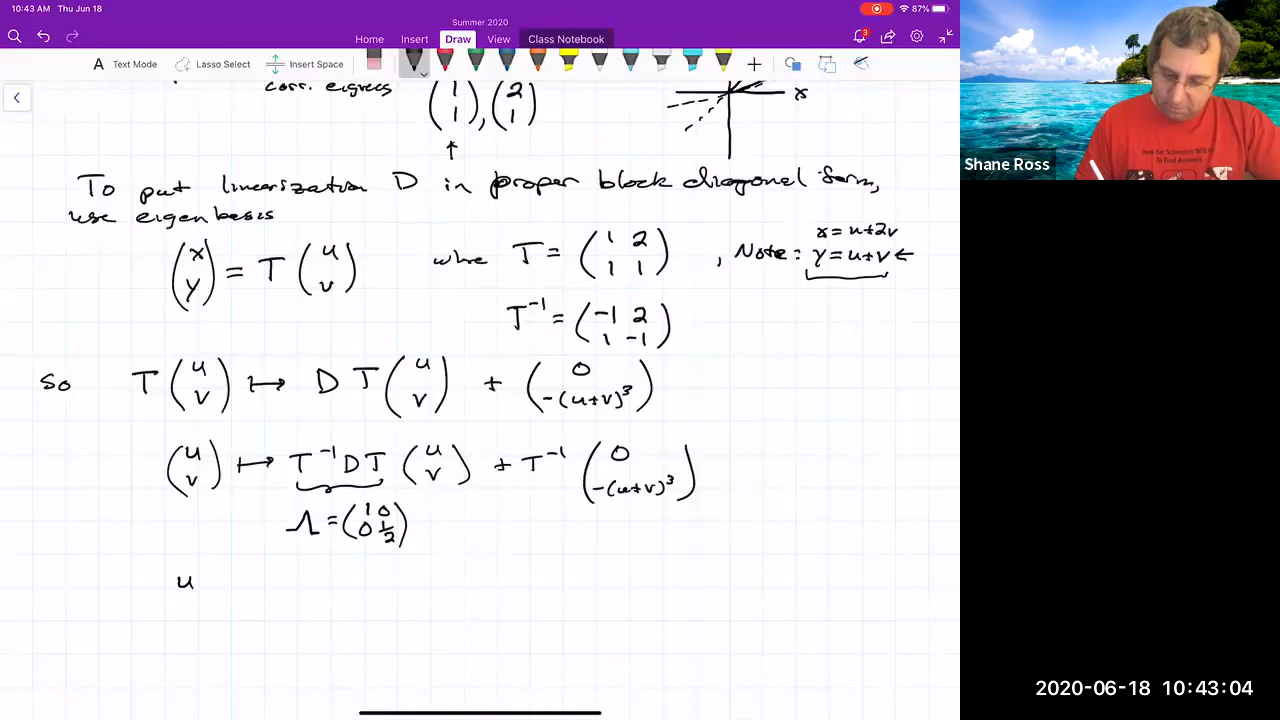 10:43 AM Thu Jun 18
87%
Summer 2020
Home Insert Draw View Class Notebook
3
Text Mode Lasso Select Insert Space
corr. eigvecs (1 1), (2 1)
x
To put linearization D in proper block diagonal form,
use eigenbasis
(x y) = T (u v) where T = (1 2 1 1), Note: x = u+2v y = u+v ←
T⁻¹ = (-1 2 1 -1)
So T (u v) ↦ D T (u v) + (0 -(u+v)³)
(u v) ↦ T⁻¹ D T (u v) + T⁻¹ (0 -(u+v)³)
Λ = (1 0 0 1/2)
u
Shane Ross
2020-06-18 10:43:04